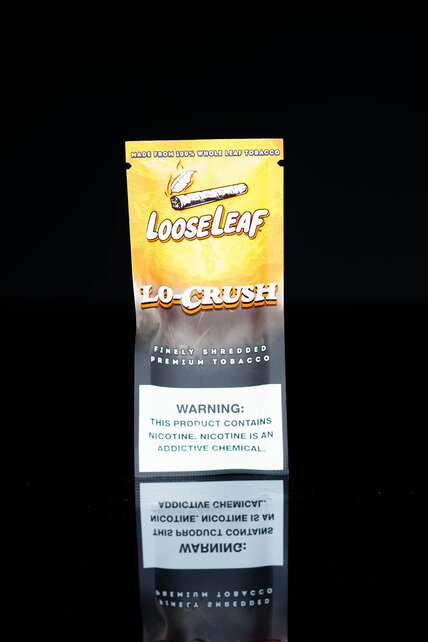 MADE FROM 100% WHOLE LEAF TOBACCO
LOOSELEAF
LO-CRUSH
FINELY SHREDDED
PREMIUM TOBACCO
WARNING:
THIS PRODUCT CONTAINS
NICOTINE. NICOTINE IS AN
ADDICTIVE CHEMICAL.